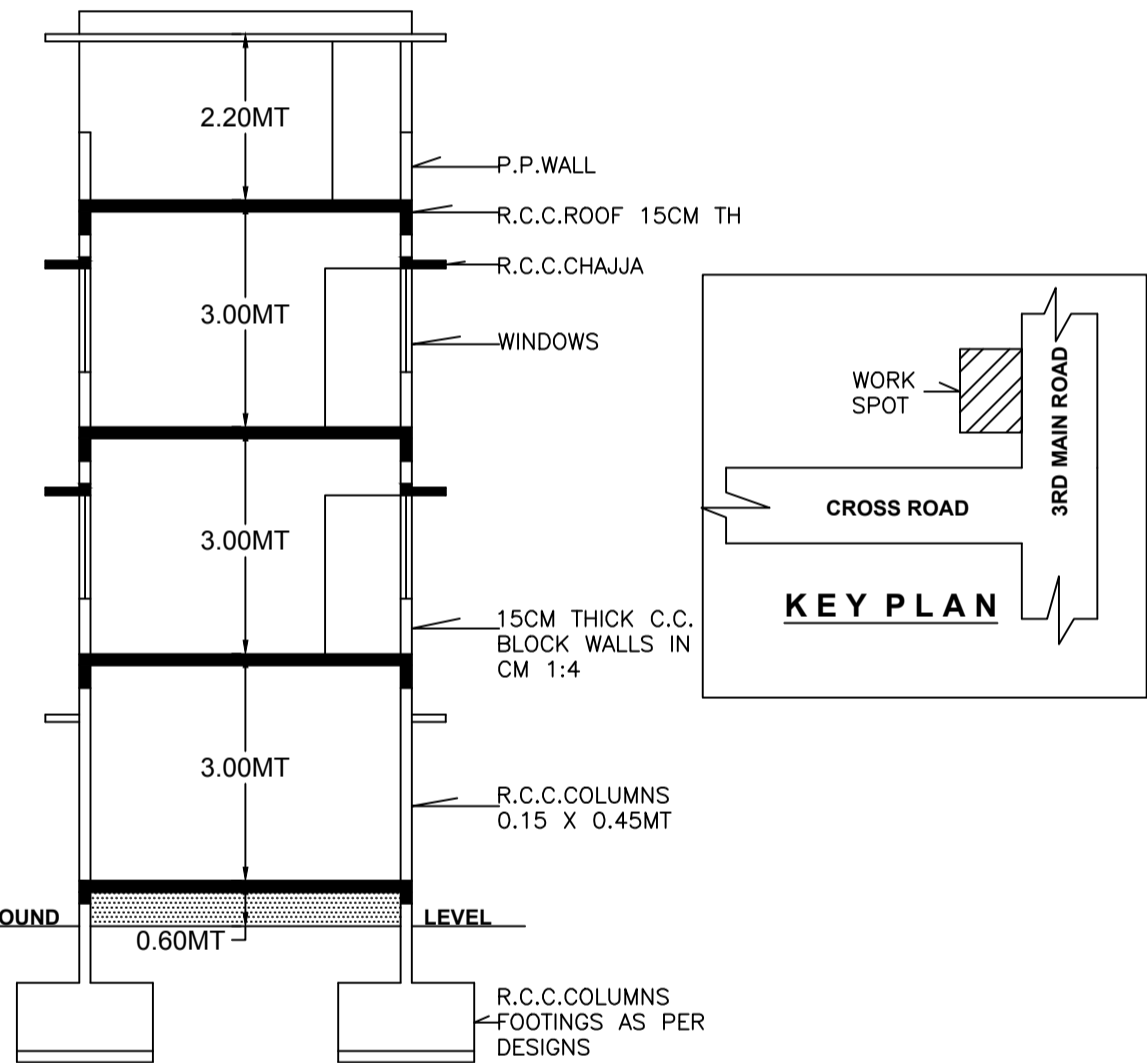 2.20MT
P.P.WALL
R.C.C.ROOF 15CM TH
R.C.C.CHAJJA
3.00MT
WINDOWS
3.00MT
15CM THICK C.C.
BLOCK WALLS IN
CM 1:4
3.00MT
R.C.C.COLUMNS
0.15 X 0.45MT
OUND LEVEL
0.60MT
R.C.C.COLUMNS
FOOTINGS AS PER
DESIGNS
WORK
SPOT
3RD MAIN ROAD
CROSS ROAD
KEY PLAN